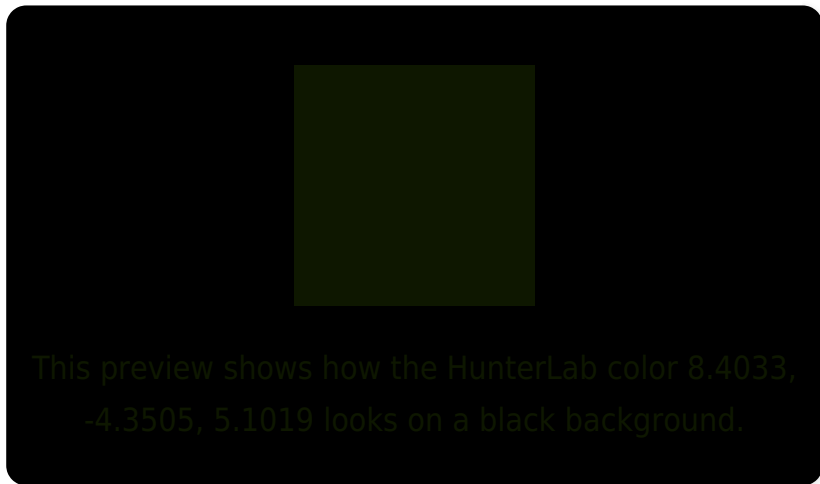 This preview shows how the HunterLab color 8.4033,
-4.3505, 5.1019 looks on a black background.